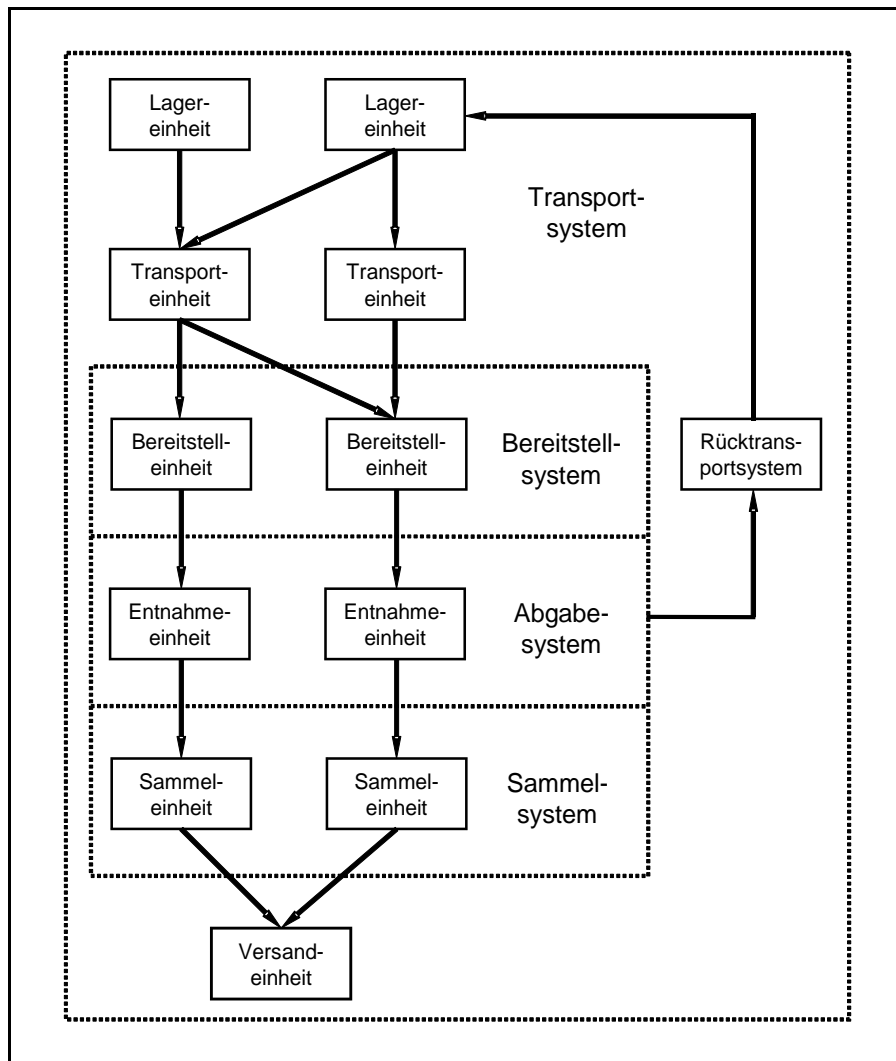 Lager-
einheit
Lager-
einheit
Transport-
system
Transport-
einheit
Transport-
einheit
Bereitstell-
einheit
Bereitstell-
einheit
Bereitstell-
system
Rücktrans-
portsystem
Entnahme-
einheit
Entnahme-
einheit
Abgabe-
system
Sammel-
einheit
Sammel-
einheit
Sammel-
system
Versand-
einheit